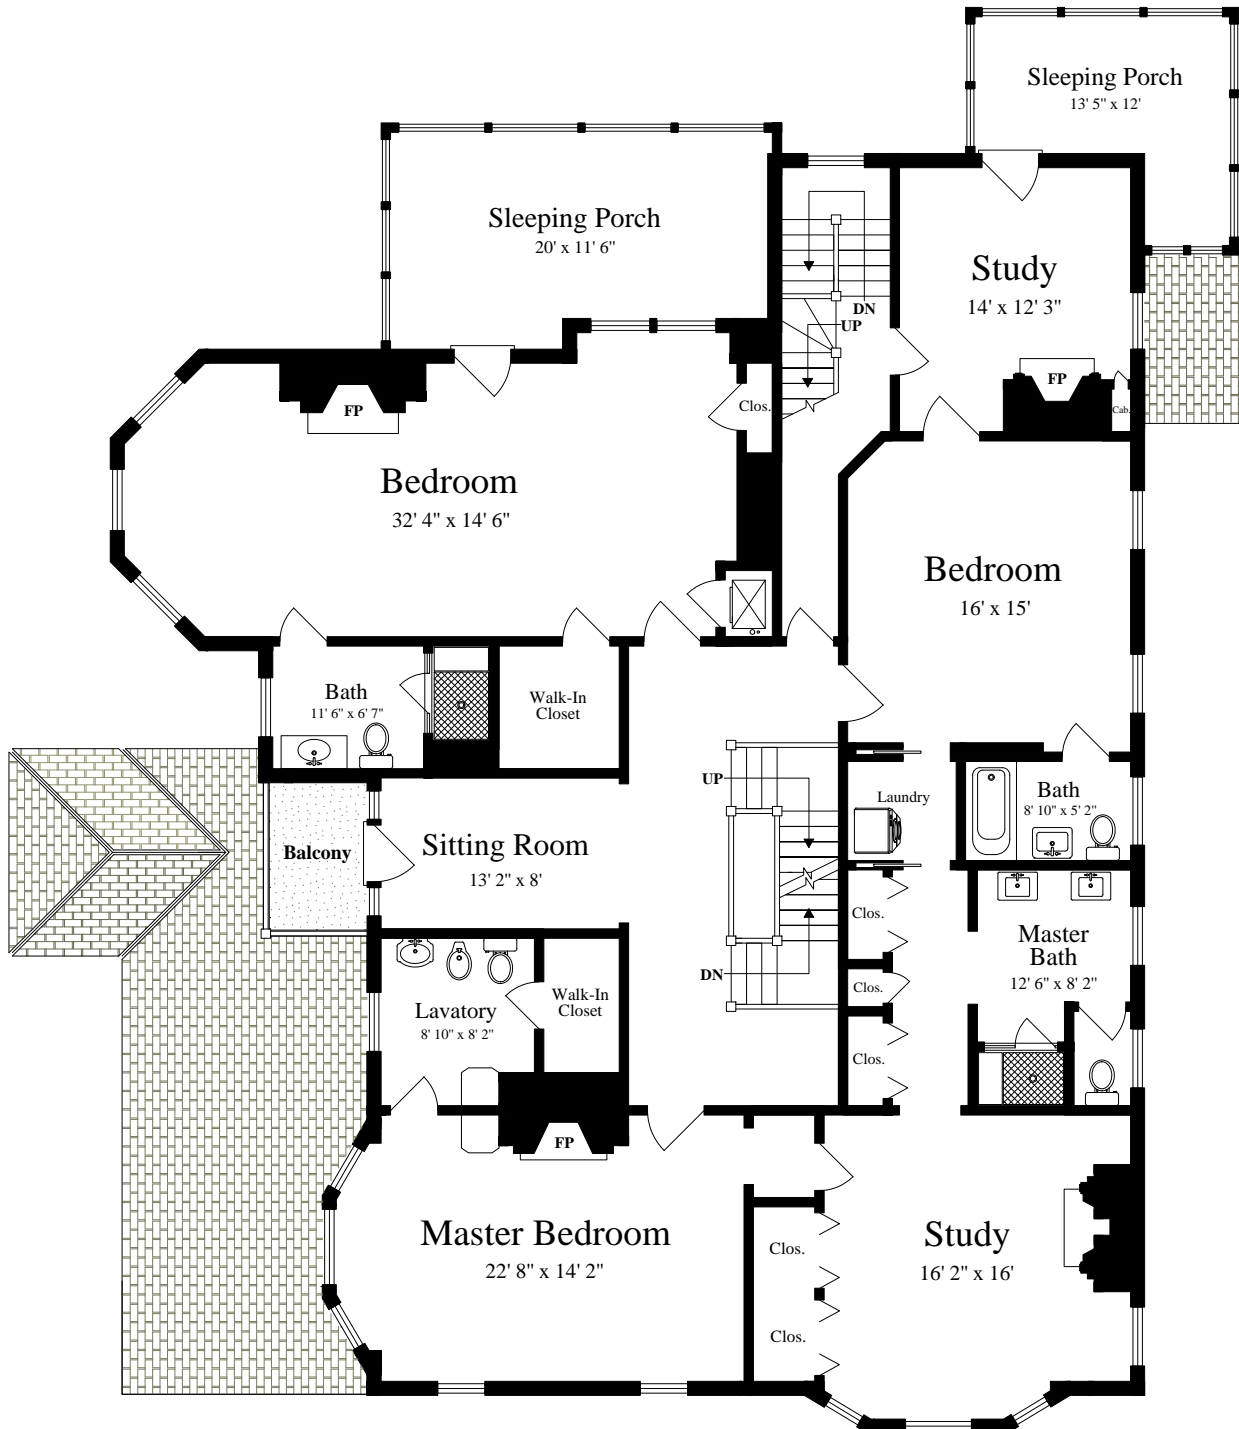 Sleeping Porch
13' 5" x 12'
Sleeping Porch
20' x 11' 6"
Study
14' x 12' 3"
DN
UP
FP
Cab.
FP
Clos.
Bedroom
32' 4" x 14' 6"
Bedroom
16' x 15'
Bath
11' 6" x 6' 7"
Walk-In
Closet
UP
Laundry
Bath
8' 10" x 5' 2"
Balcony
Sitting Room
13' 2" x 8'
Clos.
Master
Bath
12' 6" x 8' 2"
DN
Clos.
Lavatory
8' 10" x 8' 2"
Walk-In
Closet
Clos.
FP
Master Bedroom
22' 8" x 14' 2"
Clos.
Study
16' 2" x 16'
Clos.